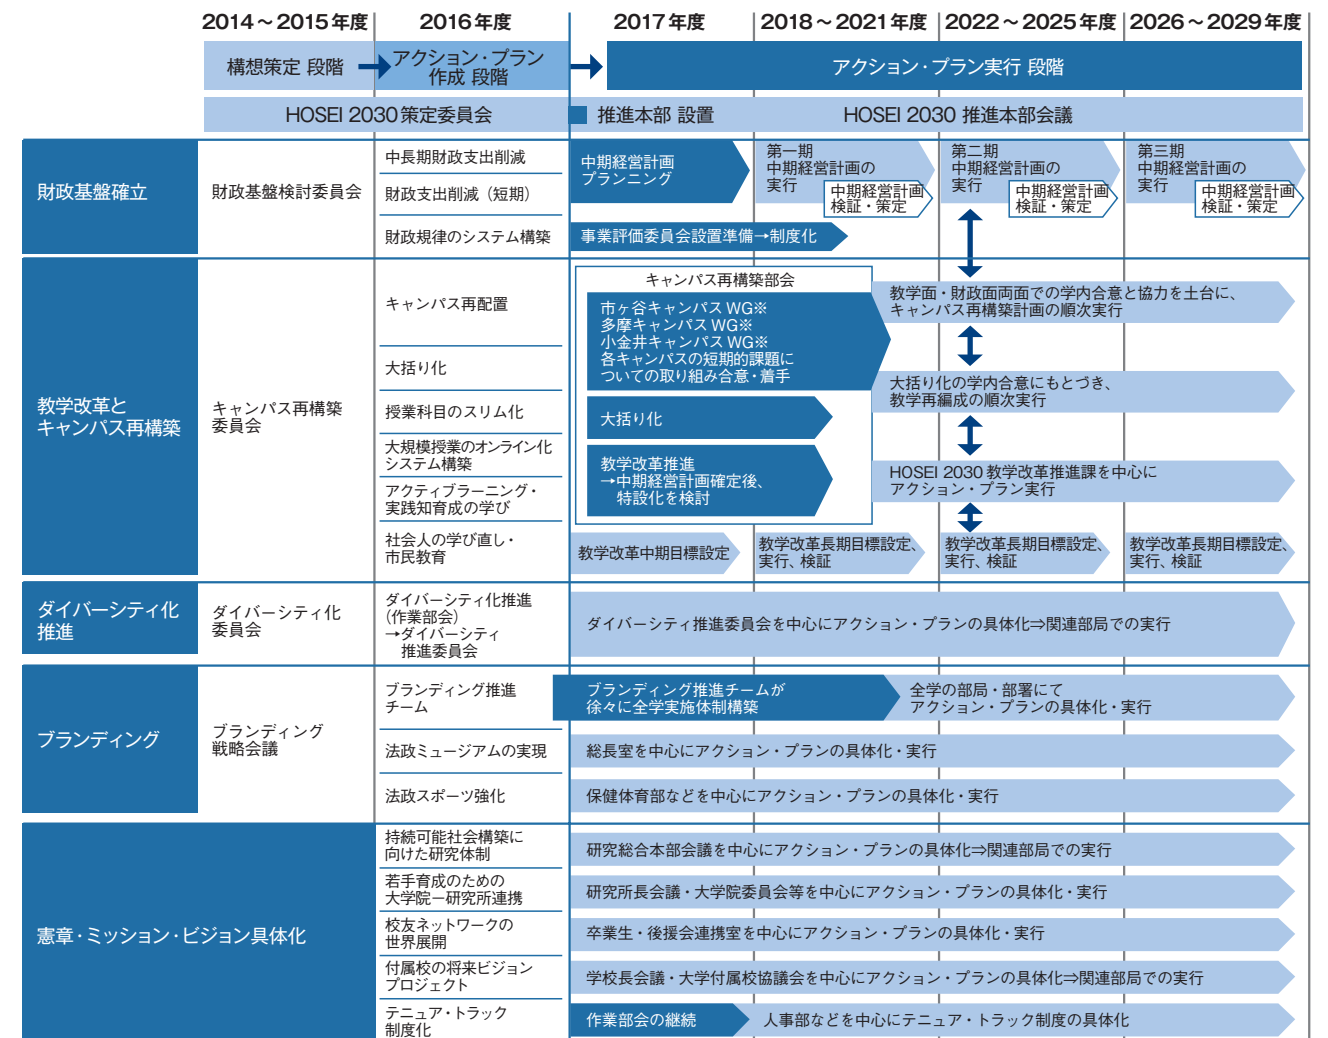 2014～2015年度
2016年度
2017年度
2018～2021年度
2022～2025年度
2026～2029年度
構想策定 段階
アクション・プラン
作成 段階
アクション・プラン実行 段階
HOSEI 2030 策定委員会
推進本部 設置
HOSEI 2030 推進本部会議
財政基盤確立
財政基盤検討委員会
中長期財政支出削減
財政支出削減（短期）
財政規律のシステム構築
中期経営計画
プランニング
第一期
中期経営計画の
実行
中期経営計画
検証・策定
第二期
中期経営計画の
実行
中期経営計画
検証・策定
第三期
中期経営計画の
実行
中期経営計画
検証・策定
事業評価委員会設置準備→制度化
教学改革と
キャンパス再構築
キャンパス再構築
委員会
キャンパス再配置
大括り化
授業科目のスリム化
大規模授業のオンライン化
システム構築
アクティブラーニング・
実践知育成の学び
社会人の学び直し・
市民教育
キャンパス再構築部会
市ヶ谷キャンパス WG※
多摩キャンパス WG※
小金井キャンパス WG※
各キャンパスの短期的課題に
ついての取り組み合意・着手
大括り化
教学改革推進
→中期経営計画確定後、
特設化を検討
教学面・財政面両面での学内合意と協力を土台に、
キャンパス再構築計画の順次実行
大括り化の学内合意にもとづき、
教学再編成の順次実行
HOSEI 2030 教学改革推進課を中心に
アクション・プラン実行
教学改革中期目標設定
教学改革長期目標設定、
実行、検証
教学改革長期目標設定、
実行、検証
教学改革長期目標設定、
実行、検証
ダイバーシティ化
推進
ダイバーシティ化
委員会
ダイバーシティ化推進
(作業部会)
→ダイバーシティ
推進委員会
ダイバーシティ推進委員会を中心にアクション・プランの具体化⇒関連部局での実行
ブランディング
ブランディング
戦略会議
ブランディング推進
チーム
法政ミュージアムの実現
法政スポーツ強化
ブランディング推進チームが
徐々に全学実施体制構築
全学の部局・部署にて
アクション・プランの具体化・実行
総長室を中心にアクション・プランの具体化・実行
保健体育部などを中心にアクション・プランの具体化・実行
憲章・ミッション・ビジョン具体化
持続可能社会構築に
向けた研究体制
研究総合本部会議を中心にアクション・プランの具体化⇒関連部局での実行
若手育成のための
大学院－研究所連携
研究所長会議・大学院委員会等を中心にアクション・プランの具体化・実行
校友ネットワークの
世界展開
卒業生・後援会連携室を中心にアクション・プランの具体化・実行
付属校の将来ビジョン
プロジェクト
学校長会議・大学付属校協議会を中心にアクション・プランの具体化⇒関連部局での実行
テニュア・トラック
制度化
作業部会の継続
人事部などを中心にテニュア・トラック制度の具体化